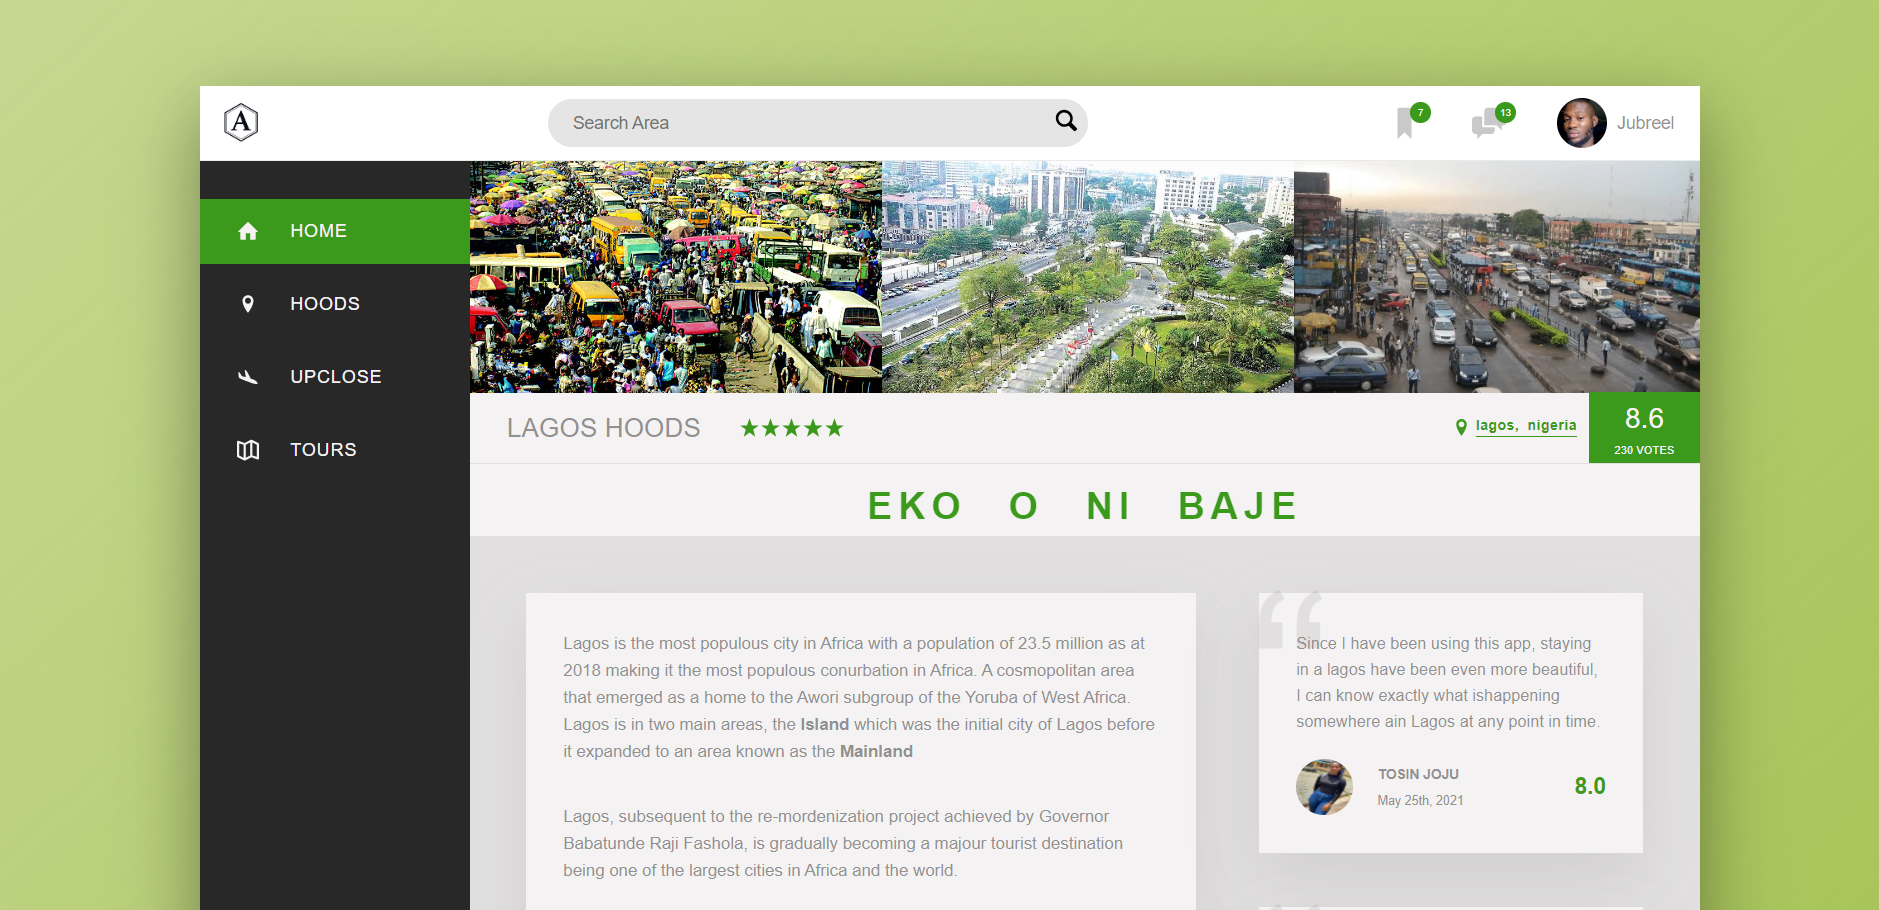 A
Search Area
7
13
Jubreel
HOME
HOODS
UPCLOSE
TOURS
LAGOS HOODS
lagos, nigeria
8.6
230 VOTES
EKO O NI BAJE
Lagos is the most populous city in Africa with a population of 23.5 million as at
2018 making it the most populous conurbation in Africa. A cosmopolitan area
that emerged as a home to the Awori subgroup of the Yoruba of West Africa.
Lagos is in two main areas, the Island which was the initial city of Lagos before
it expanded to an area known as the Mainland
Lagos, subsequent to the re-mordenization project achieved by Governor
Babatunde Raji Fashola, is gradually becoming a majour tourist destination
being one of the largest cities in Africa and the world.
“
Since I have been using this app, staying
in a lagos have been even more beautiful,
I can know exactly what ishappening
somewhere ain Lagos at any point in time.
TOSIN JOJU
May 25th, 2021
8.0